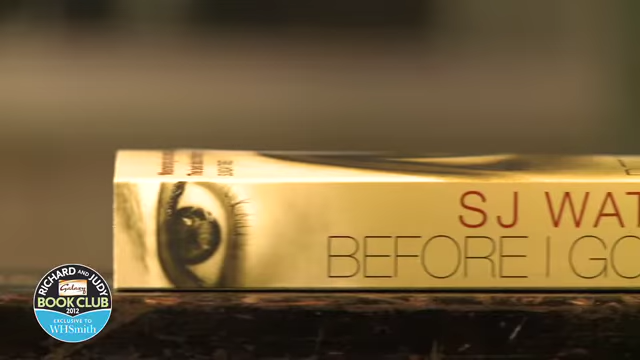 SJ WAT
BEFORE I GO
RICHARD AND JUDY
Galaxy
BOOK CLUB
2012
EXCLUSIVE TO
WHSmith